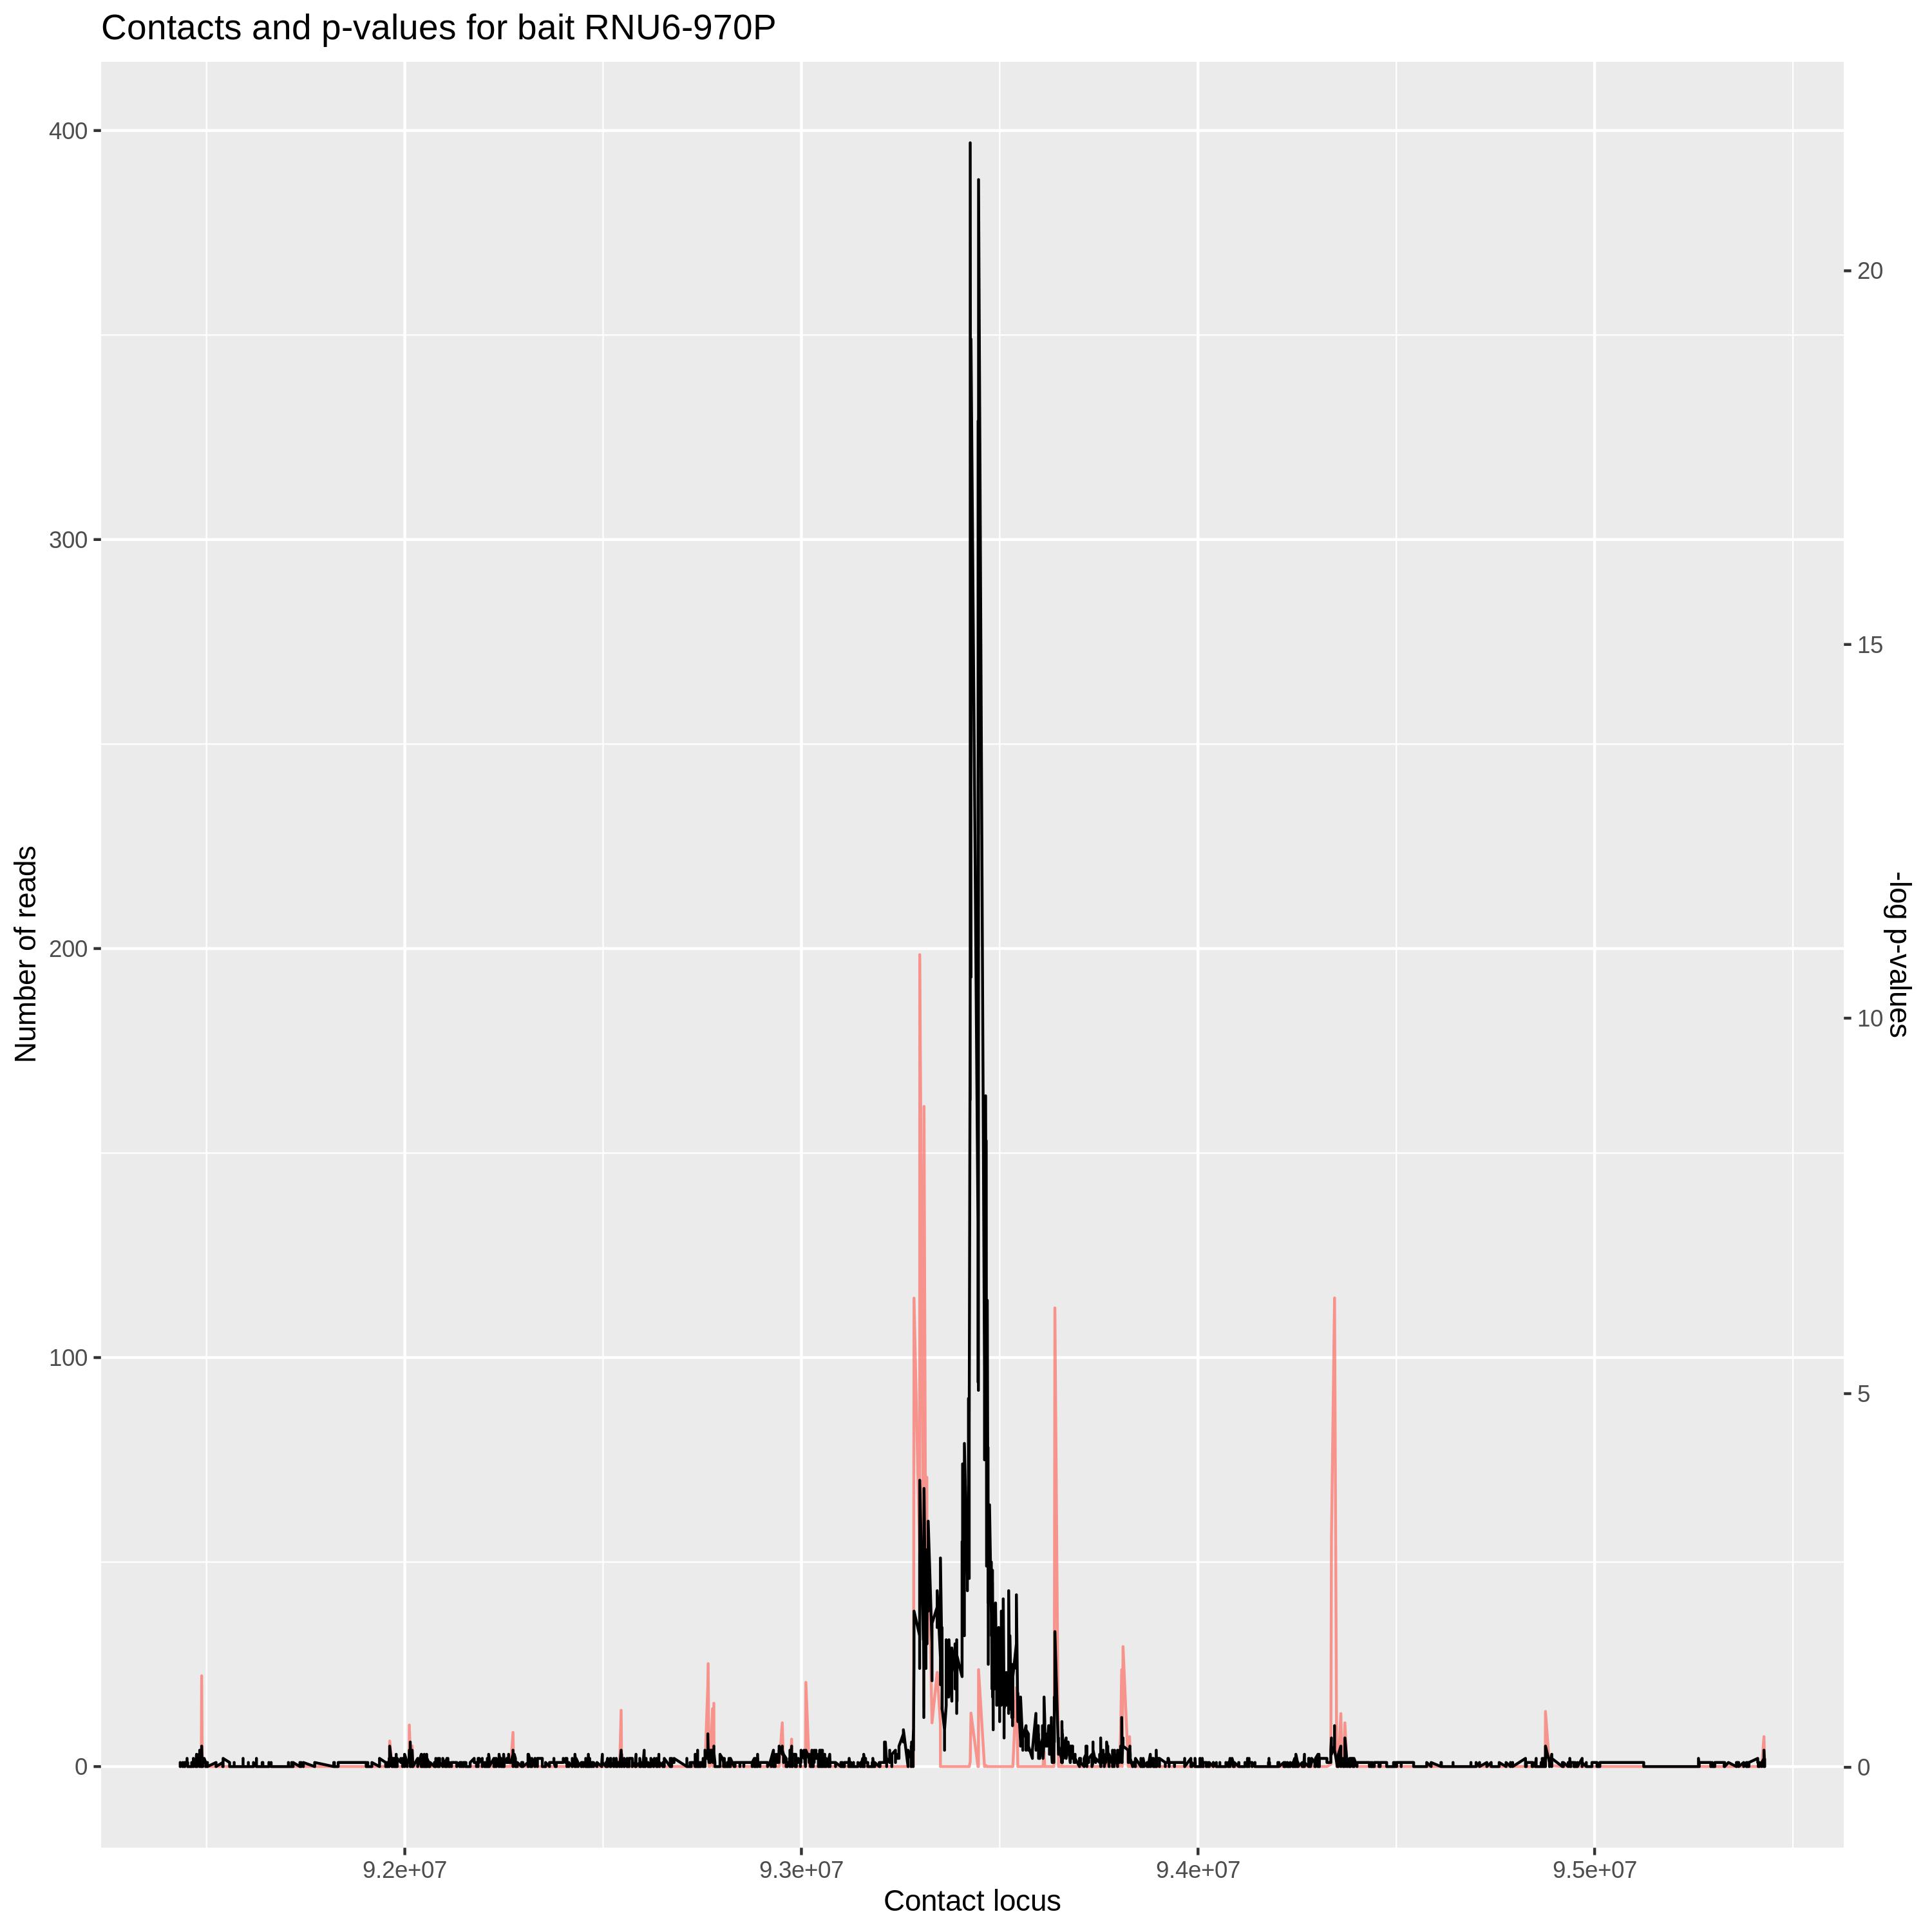 Contacts and p-values for bait RNU6-970P
400
300
200
100
0
Number of reads
20
15
10
5
0
-log p-values
9.2e+07
9.3e+07
9.4e+07
9.5e+07
Contact locus